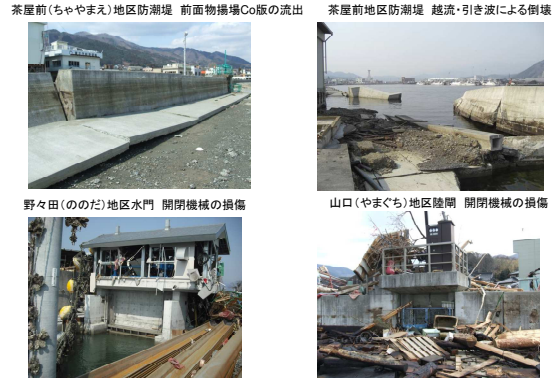 茶屋前(ちゃやまえ)地区防潮堤 前面物揚場Co版の流出
茶屋前地区防潮堤 越流・引き波による倒壊
野々田(ののだ)地区水門 開閉機械の損傷
山口(やまぐち)地区陸閘 開閉機械の損傷